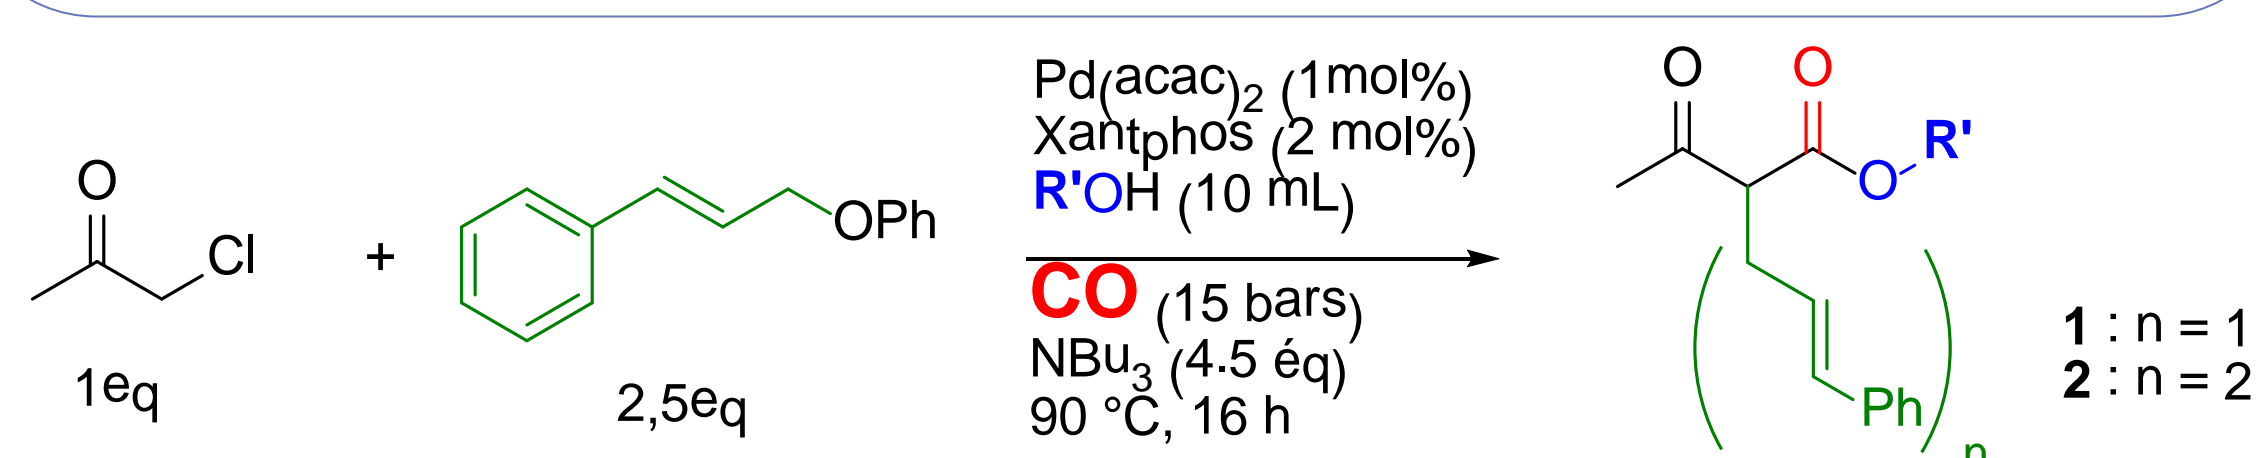 O
Cl
1eq
+
OPh
2,5eq
Pd(acac)2 (1mol%)
Xantphos (2 mol%)
R'OH (10 mL)
CO (15 bars)
NBu3 (4.5 éq)
90 °C, 16 h
O
O
O
R'
Ph
n
1 : n = 1
2 : n = 2